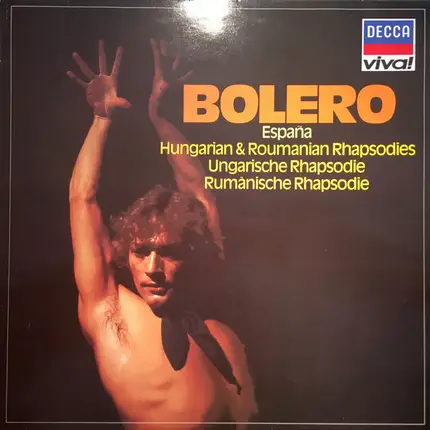 DECCA
viva!
BOLERO
España
Hungarian & Roumanian Rhapsodies
Ungarische Rhapsodie
Rumänische Rhapsodie